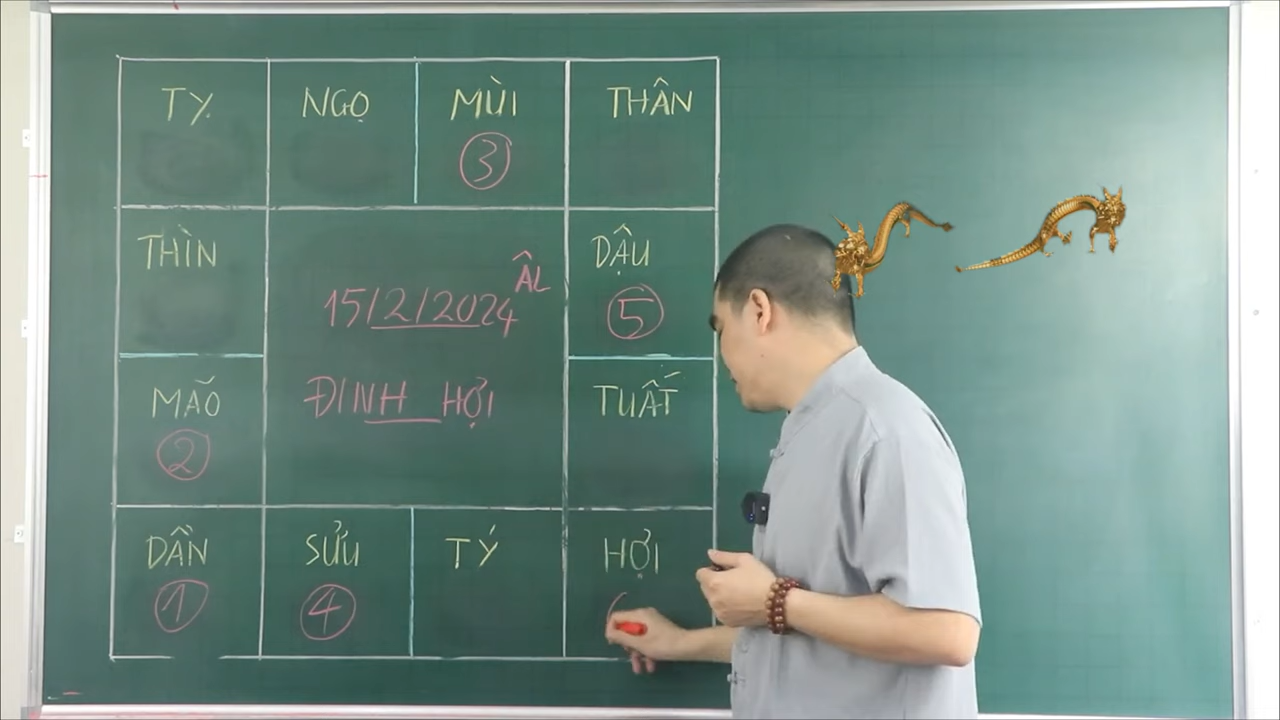 TỴ NGỌ MÙI THÂN
3
THÌN DẬU
5
15/2/2024 ÂL
ĐINH HỢI
MÃO TUẤT
2
DẦN SỬU TÝ HỢI
1 4